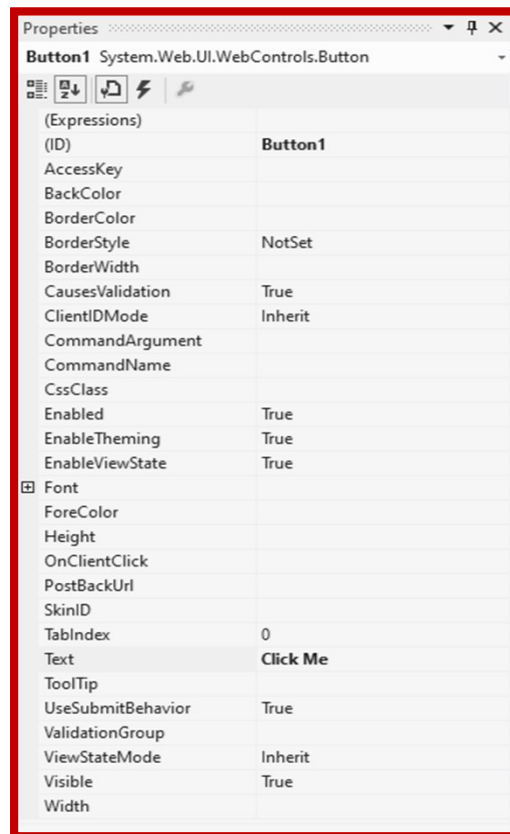 Properties
Button1 System.Web.UI.WebControls.Button
(Expressions)
(ID) Button1
AccessKey
BackColor
BorderColor
BorderStyle NotSet
BorderWidth
CausesValidation True
ClientIDMode Inherit
CommandArgument
CommandName
CssClass
Enabled True
EnableTheming True
EnableViewState True
Font
ForeColor
Height
OnClientClick
PostBackUrl
SkinID
TabIndex 0
Text Click Me
ToolTip
UseSubmitBehavior True
ValidationGroup
ViewStateMode Inherit
Visible True
Width